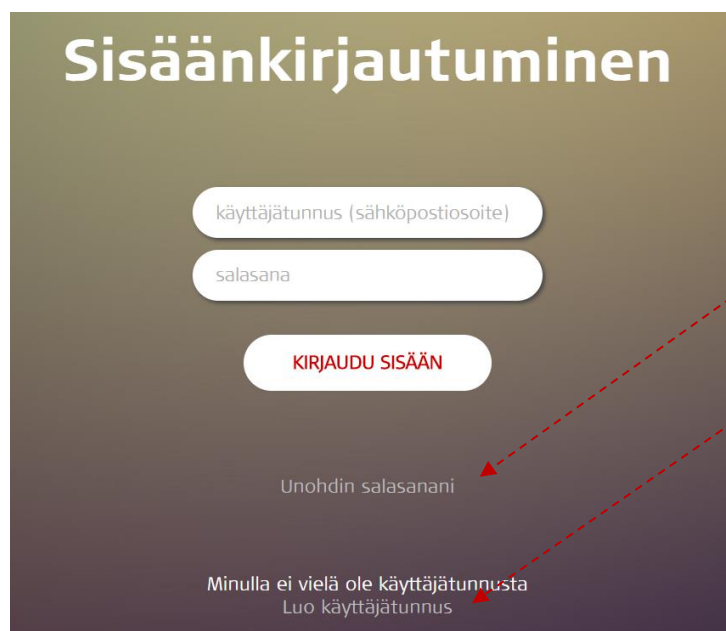 Sisäänkirjautuminen
käyttäjätunnus (sähköpostiosoite)
salasana
KIRJAUDU SISÄÄN
Unohdin salasanani
Minulla ei vielä ole käyttäjätunnusta
Luo käyttäjätunnus